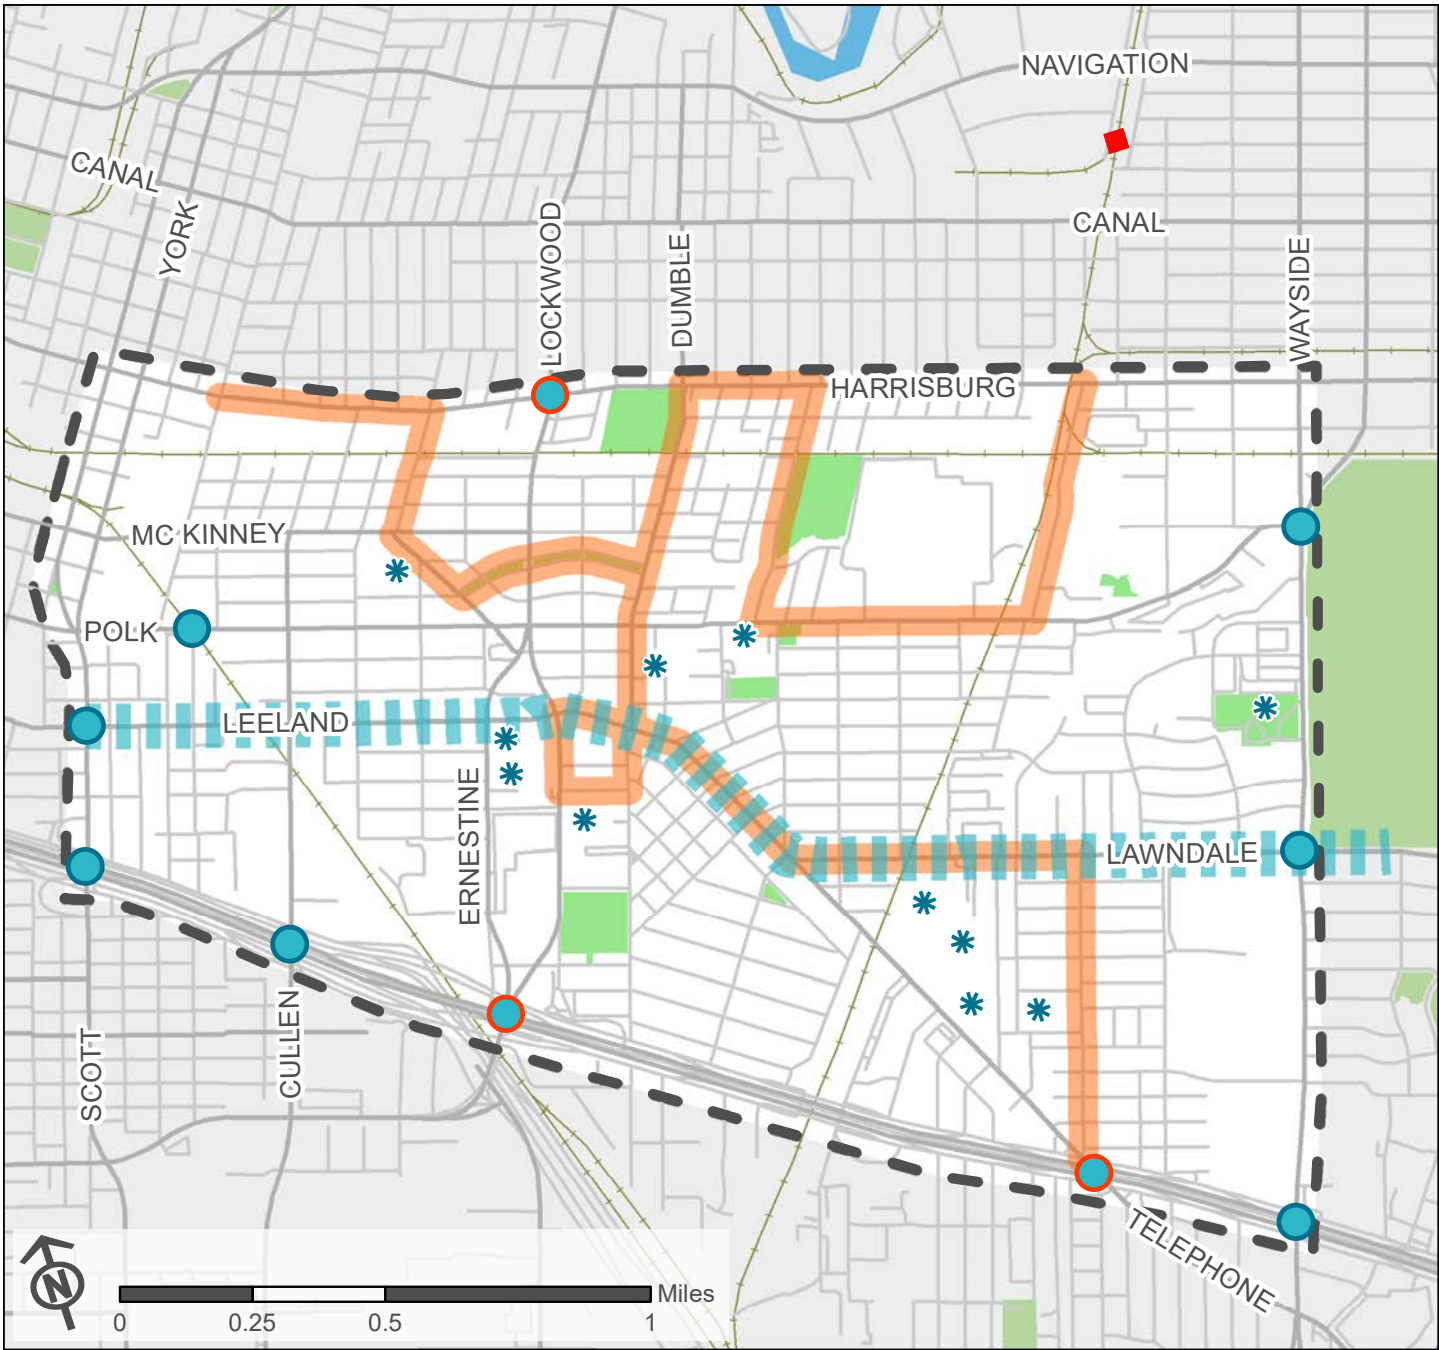 NAVIGATION
CANAL
CANAL
YORK
LOCKWOOD
DUMBLE
WAYSIDE
HARRISBURG
MC KINNEY
POLK
LEELAND
ERNESTINE
LAWNDALE
SCOTT
CULLEN
TELEPHONE
N
Miles
0 0.25 0.5 1